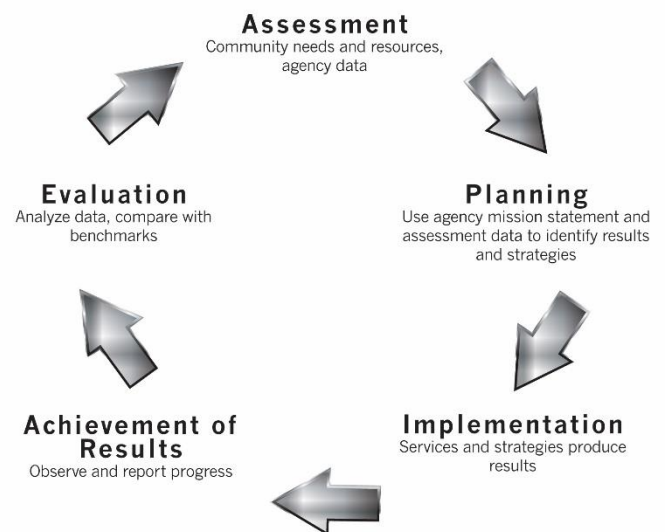 Assessment
Community needs and resources,
agency data
Evaluation
Analyze data, compare with
benchmarks
Planning
Use agency mission statement and
assessment data to identify results
and strategies
Achievement of
Results
Observe and report progress
Implementation
Services and strategies produce
results